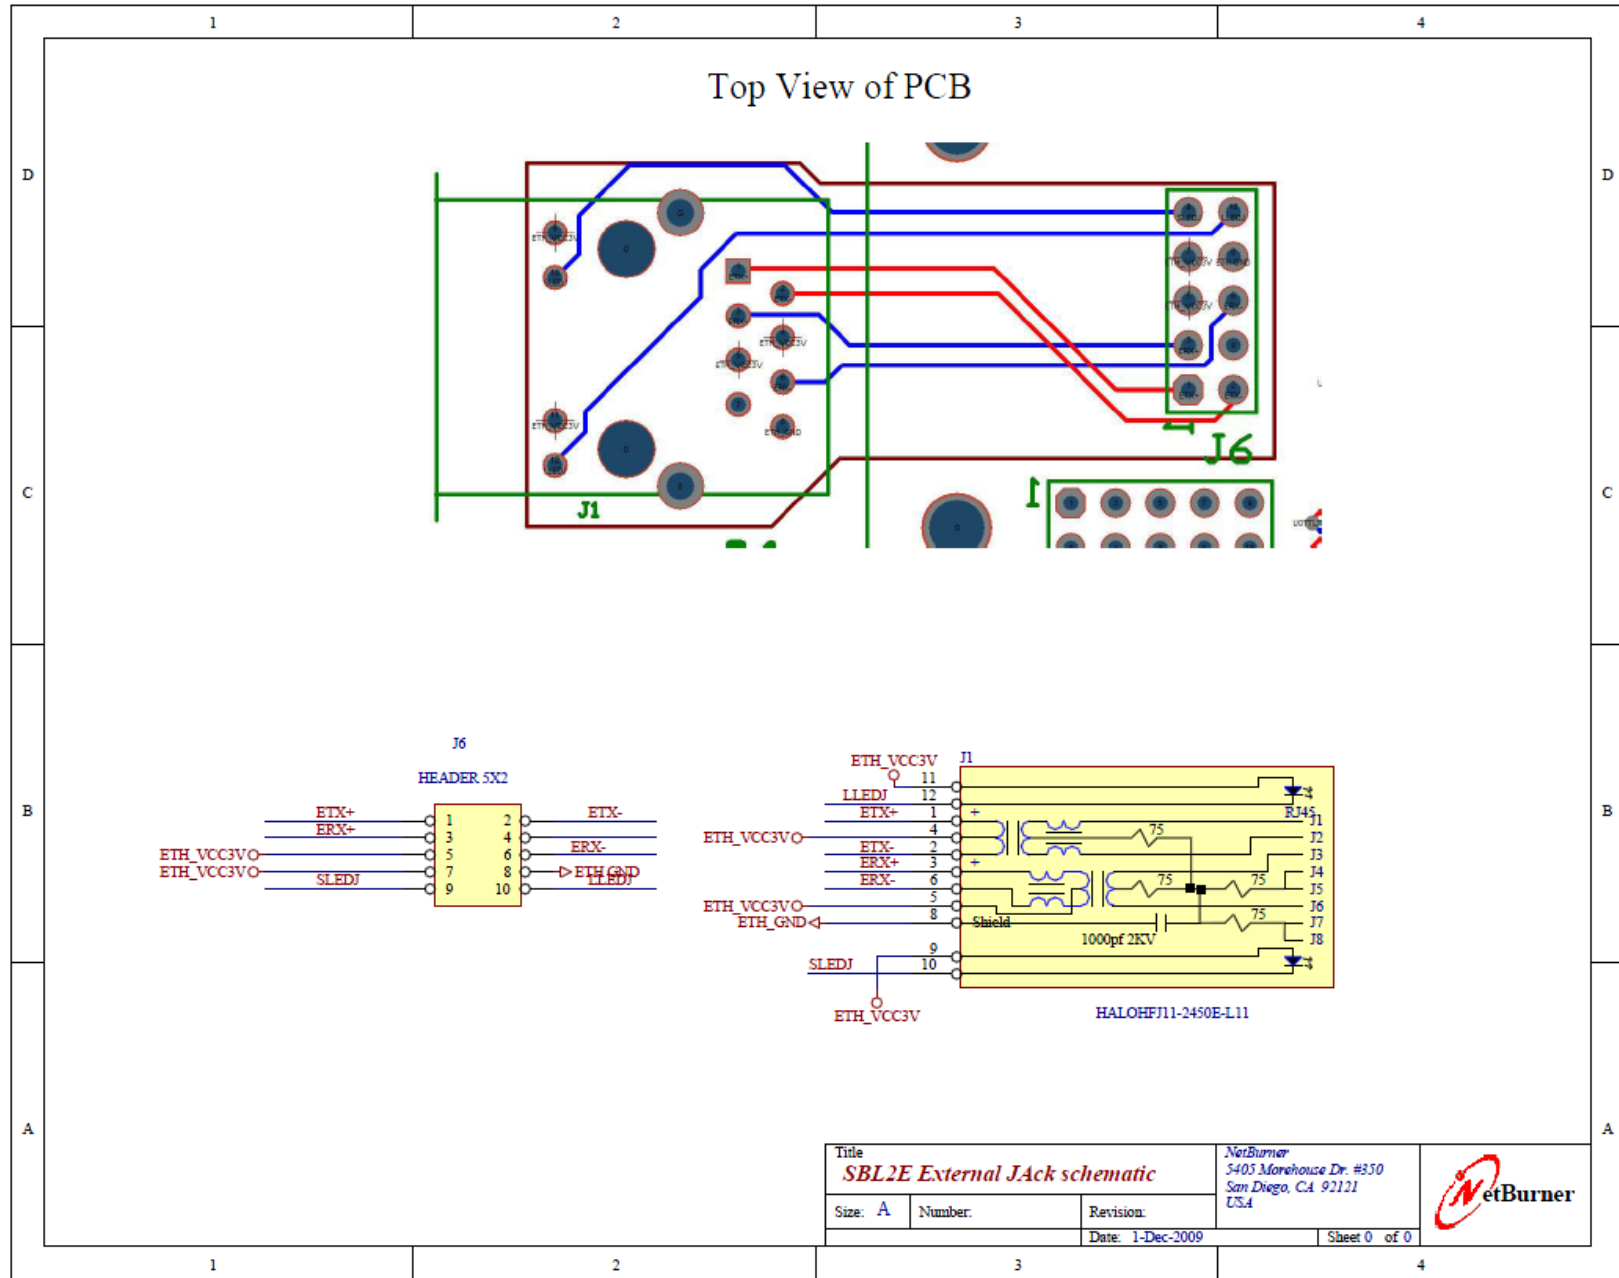 1 2 3 4
D D
Top View of PCB
J1
J6
1
C C
B B
J6
HEADER 5X2
ETX+ 1 2 ETX-
ERX+ 3 4
ETH_VCC3V 5 6 ERX-
ETH_VCC3V 7 8 ETH_GND
SLEDJ 9 10 LLEDJ
ETH_VCC3V 11 J1
LLEDJ 12
ETX+ 1 + RJ45 J1
ETH_VCC3V 4 75 J2
ETX- 2 J3
ERX+ 3 + J4
ERX- 6 75 75 J5
ETH_VCC3V 5 J6
ETH_GND 8 Shield 75 J7
1000pf 2KV J8
9
SLEDJ 10
ETH_VCC3V
HALOHFJ11-2450E-L11
A A
Title
SBL2E External JAck schematic
Size: A Number: Revision:
Date: 1-Dec-2009 Sheet 0 of 0
NetBurner
5405 Morehouse Dr. #350
San Diego, CA 92121
USA
NetBurner
1 2 3 4